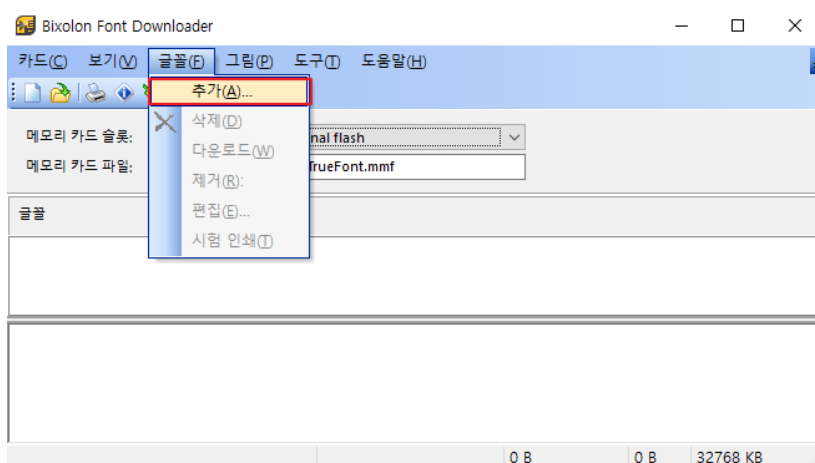 Bixolon Font Downloader
카드(C) 보기(V) 글꼴(F) 그림(P) 도구(T) 도움말(H)
추가(A)...
삭제(D)
다운로드(W)
제거(R):
편집(E)...
시험 인쇄(T)
메모리 카드 슬롯: nal flash
메모리 카드 파일: TrueFont.mmf
글꼴
0 B 0 B 32768 KB